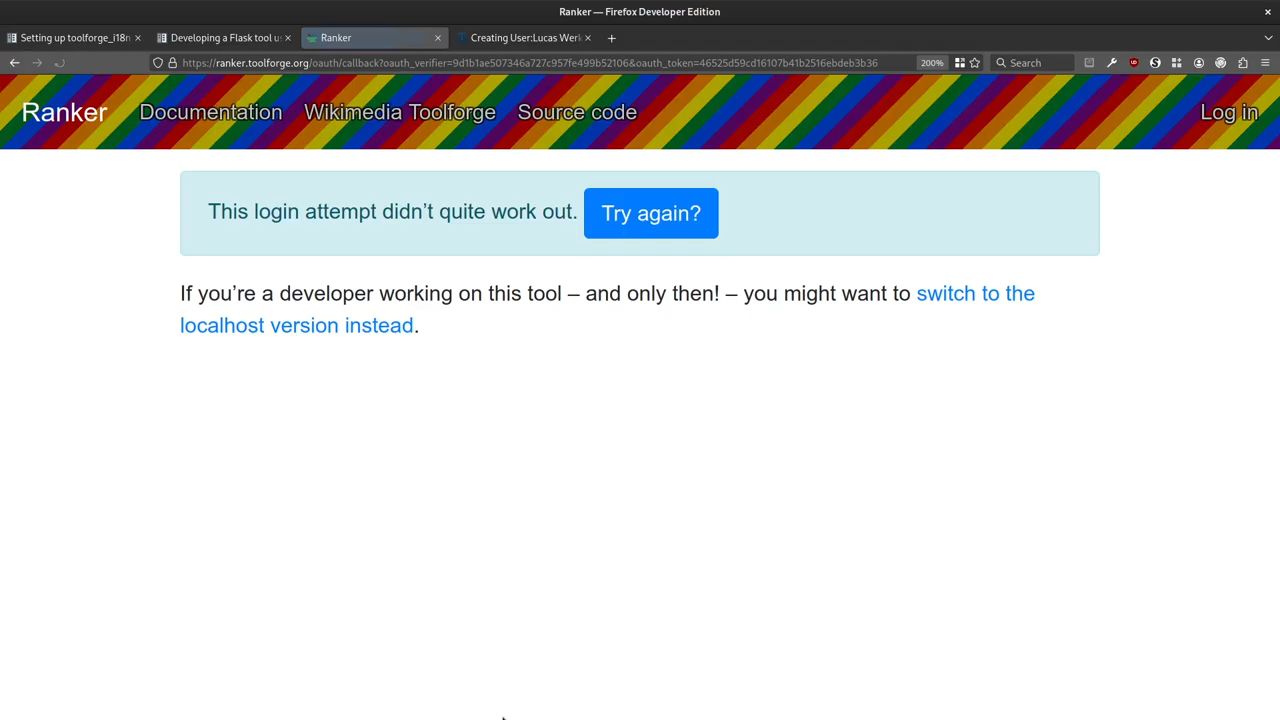 Ranker — Firefox Developer Edition
Setting up toolforge_i18n
Developing a Flask tool u
Ranker
Creating User:Lucas Werk
https://ranker.toolforge.org/oauth/callback?oauth_verifier=9d1b1ae507346a727c957fe499b52106&oauth_token=46525d59cd16107b41b2516ebdeb3b36
200%
Search
Ranker Documentation Wikimedia Toolforge Source code Log in
This login attempt didn’t quite work out. Try again?
If you’re a developer working on this tool – and only then! – you might want to switch to the
localhost version instead.